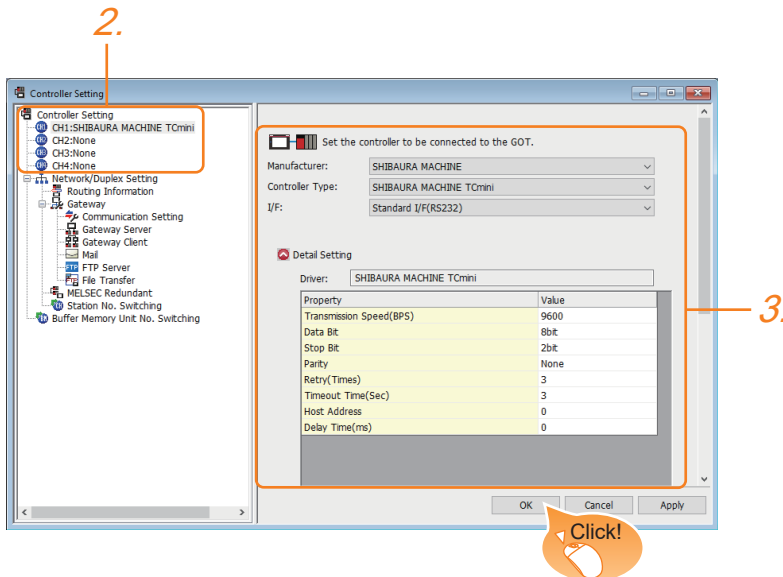 2.
Controller Setting
Controller Setting
CH1:SHIBAURA MACHINE TCmini
CH2:None
CH3:None
CH4:None
Network/Duplex Setting
Routing Information
Gateway
Communication Setting
Gateway Server
Gateway Client
Mail
FTP Server
File Transfer
MELSEC Redundant
Station No. Switching
Buffer Memory Unit No. Switching
Set the controller to be connected to the GOT.
Manufacturer: SHIBAURA MACHINE
Controller Type: SHIBAURA MACHINE TCmini
I/F: Standard I/F(RS232)
Detail Setting
Driver: SHIBAURA MACHINE TCmini
Property Value
Transmission Speed(BPS) 9600
Data Bit 8bit
Stop Bit 2bit
Parity None
Retry(Times) 3
Timeout Time(Sec) 3
Host Address 0
Delay Time(ms) 0
3.
OK Cancel Apply
Click!